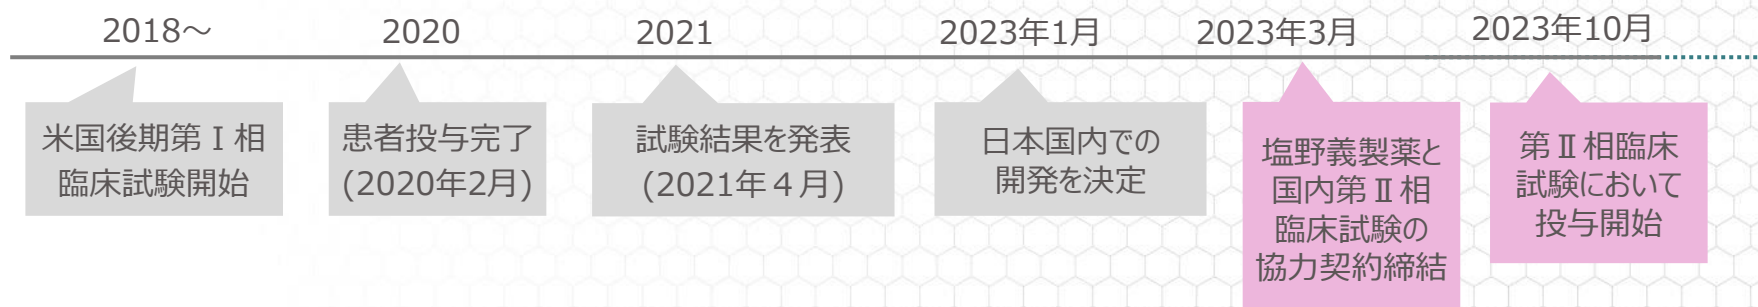 2018～
2020
2021
2023年1月
2023年3月
2023年10月
米国後期第Ⅰ相
臨床試験開始
患者投与完了
(2020年2月)
試験結果を発表
(2021年４月)
日本国内での
開発を決定
塩野義製薬と
国内第Ⅱ相
臨床試験の
協力契約締結
第Ⅱ相臨床
試験において
投与開始